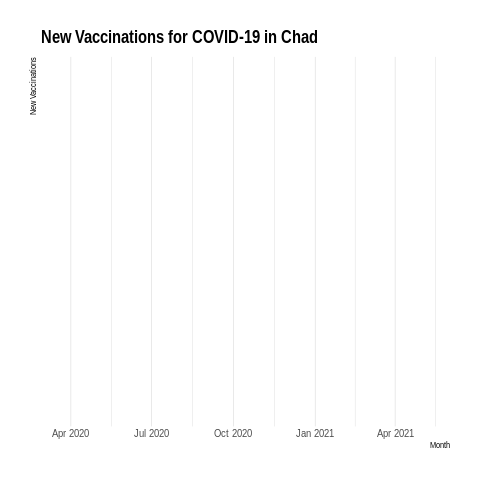 New Vaccinations for COVID-19 in Chad
New Vaccinations
Apr 2020 Jul 2020 Oct 2020 Jan 2021 Apr 2021
Month